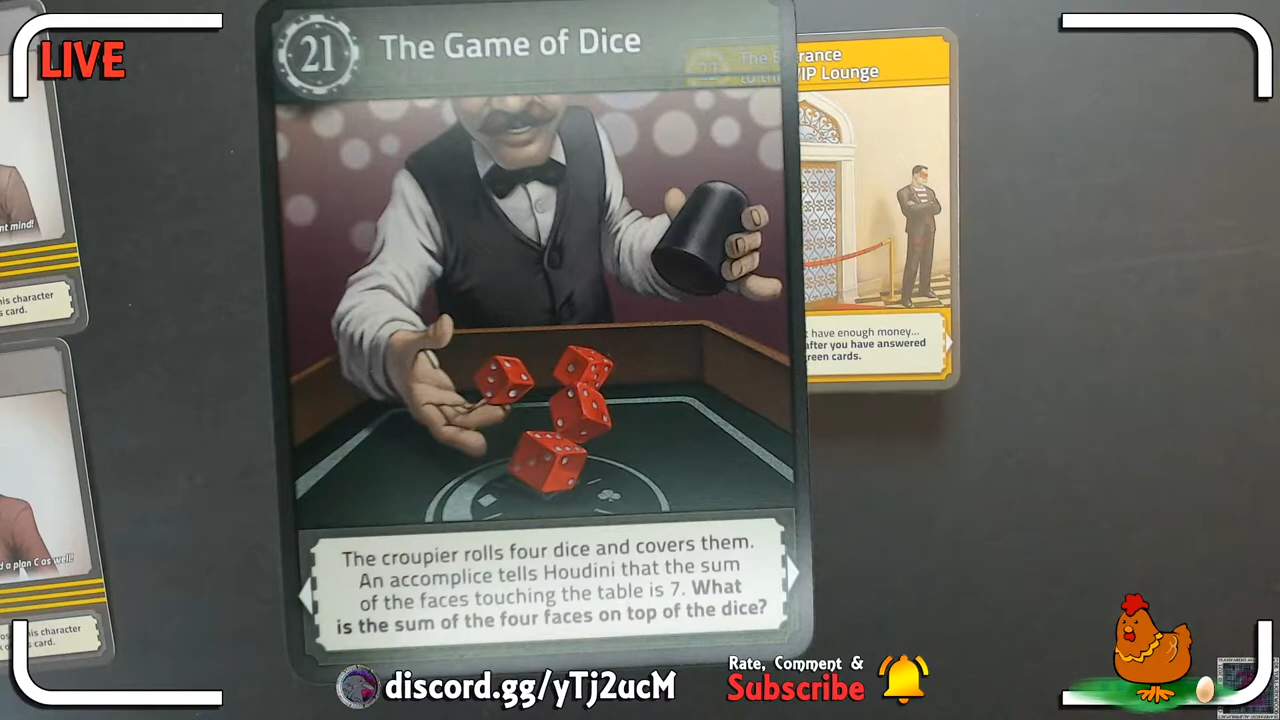 LIVE
21
The Game of Dice
rance
VIP Lounge
nt mind!
his character
s card.
have enough money...
after you have answered
reen cards.
The croupier rolls four dice and covers them.
An accomplice tells Houdini that the sum
of the faces touching the table is 7. What
is the sum of the four faces on top of the dice?
d a plan C as well!
his character
card.
discord.gg/yTj2ucM
Rate, Comment &
Subscribe